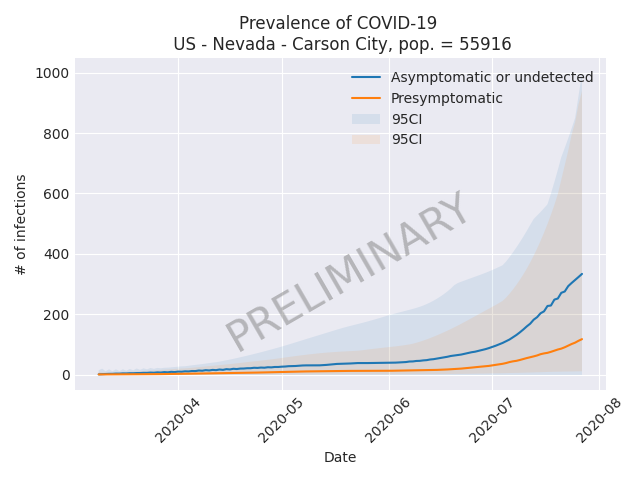 Prevalence of COVID-19
US - Nevada - Carson City, pop. = 55916
1000
800
600
400
200
0
# of infections
Asymptomatic or undetected
Presymptomatic
95CI
95CI
PRELIMINARY
2020-04
2020-05
2020-06
2020-07
2020-08
Date